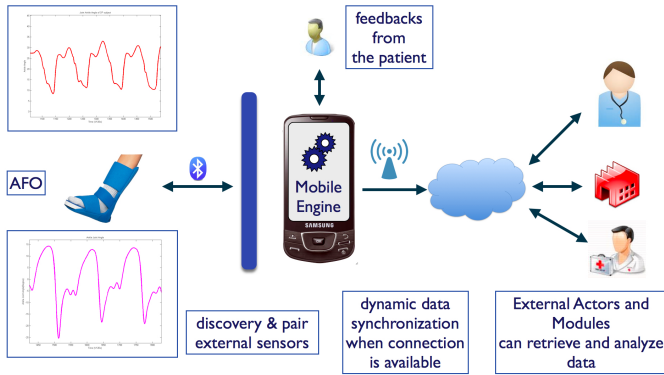 feedbacks
from
the patient
AFO
Mobile
Engine
SAMSUNG
discovery & pair
external sensors
dynamic data
synchronization
when connection
is available
External Actors and
Modules
can retrieve and analyze
data